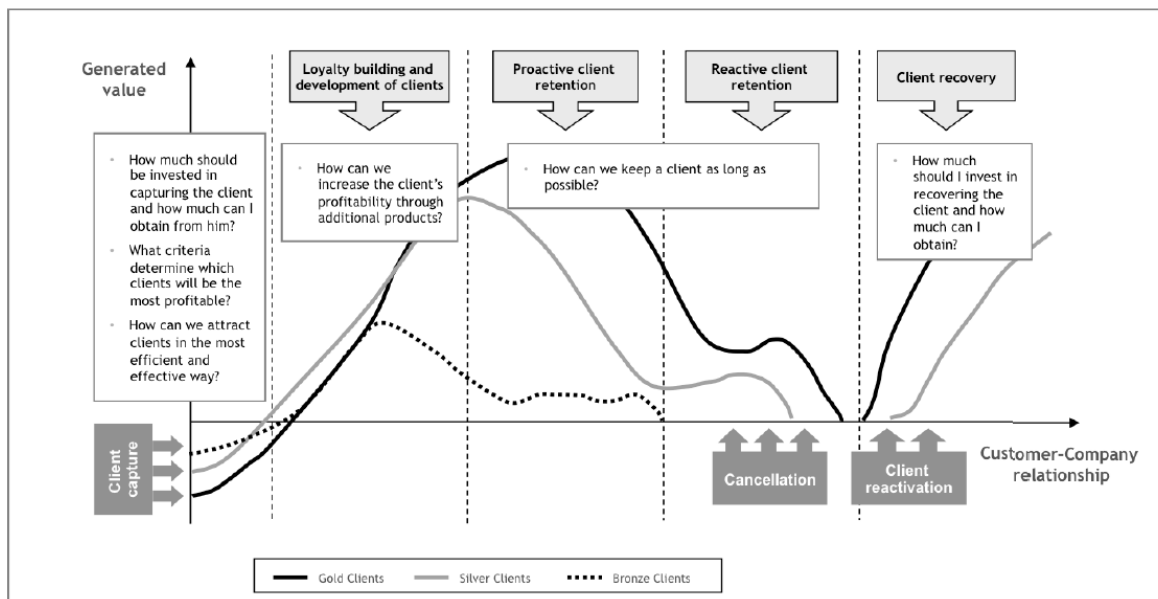 Generated
value
Loyalty building and
development of clients
Proactive client
retention
Reactive client
retention
Client recovery
• How much should
be invested in
capturing the client
and how much can I
obtain from him?
• What criteria
determine which
clients will be the
most profitable?
• How can we attract
clients in the most
efficient and
effective way?
• How can we
increase the client's
profitability through
additional products?
• How can we keep a client as long as
possible?
• How much
should I invest in
recovering the
client and how
much can I
obtain?
Client
capture
Cancellation
Client
reactivation
Customer-Company
relationship
Gold Clients
Silver Clients
Bronze Clients